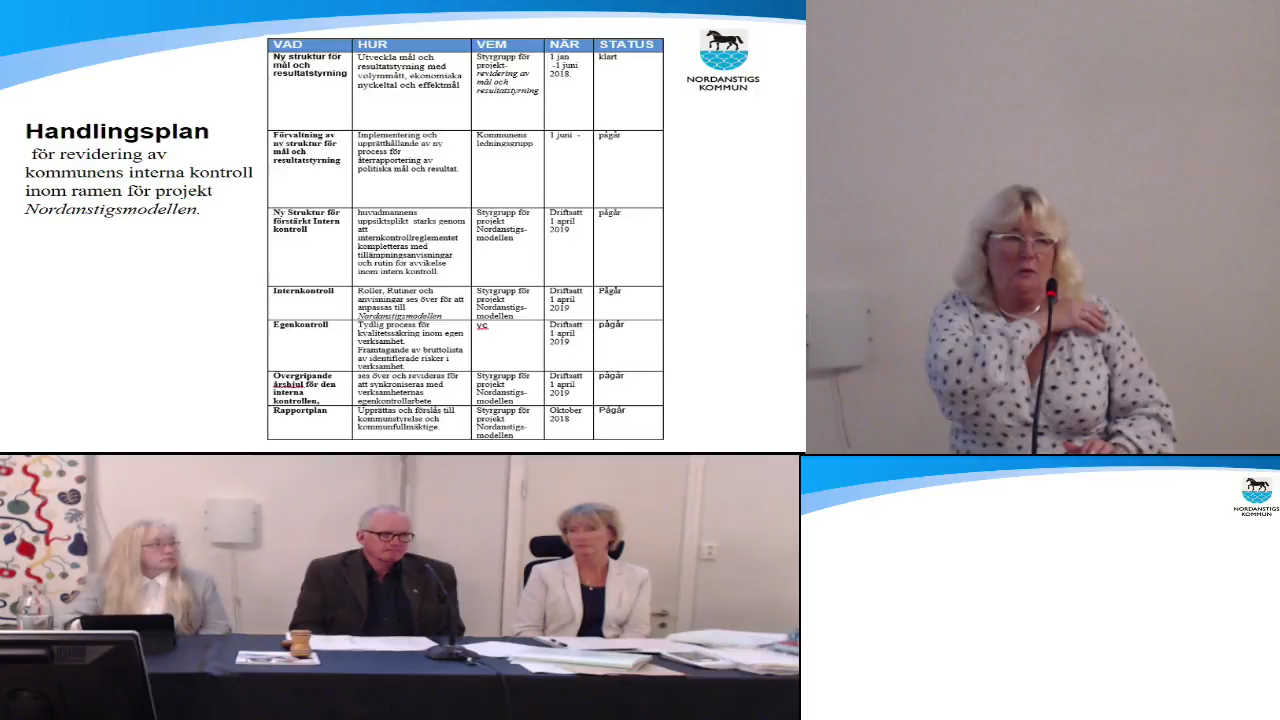 Handlingsplan
för revidering av
kommunens interna kontroll
inom ramen för projekt
Nordanstigsmodellen.
VAD HUR VEM NÄR STATUS
Ny struktur för
mål och
resultatstyrning
Utveckla mål och
resultatstyrning med
volymmått, ekonomiska
nyckeltal och effektmål
Styrgrupp för
projekt-
revidering av
mål och
resultatstyrning
1 jan
-1 juni
2018.
klart
Förvaltning av
ny struktur för
mål och
resultatstyrning
Implementering och
upprätthållande av ny
process för
återrapportering av
politiska mål och resultat.
Kommunens
ledningsgrupp
1 juni -
pågår
Ny Struktur för
förstärkt Intern
kontroll
huvudmannens
uppsiktsplikt stärks genom
att
internkontrollreglementet
kompletteras med
tillämpningsanvisningar
och rutin för avvikelse
inom intern kontroll.
Styrgrupp för
projekt
Nordanstigs-
modellen
Driftsatt
1 april
2019
pågår
Internkontroll
Roller, Rutiner och
anvisningar ses över för att
anpassas till
Nordanstigsmodellen
Styrgrupp för
projekt
Nordanstigs-
modellen
Driftsatt
1 april
2019
Pågår
Egenkontroll
Tydlig process för
kvalitetssäkring inom egen
verksamhet.
Framtagande av bruttolista
av identifierade risker i
verksamhet.
vc
Driftsatt
1 april
2019
pågår
Övergripande
årshjul för den
interna
kontrollen,
ses över och revideras för
att synkroniseras med
verksamheternas
egenkontrollarbete
Styrgrupp för
projekt
Nordanstigs-
modellen
Driftsatt
1 april
2019
pågår
Rapportplan
Upprättas och förslås till
kommunstyrelse och
kommunfullmäktige.
Styrgrupp för
projekt
Nordanstigs-
modellen
Oktober
2018
Pågår
NORDANSTIGS
KOMMUN
NORDANSTIGS
KOMMUN